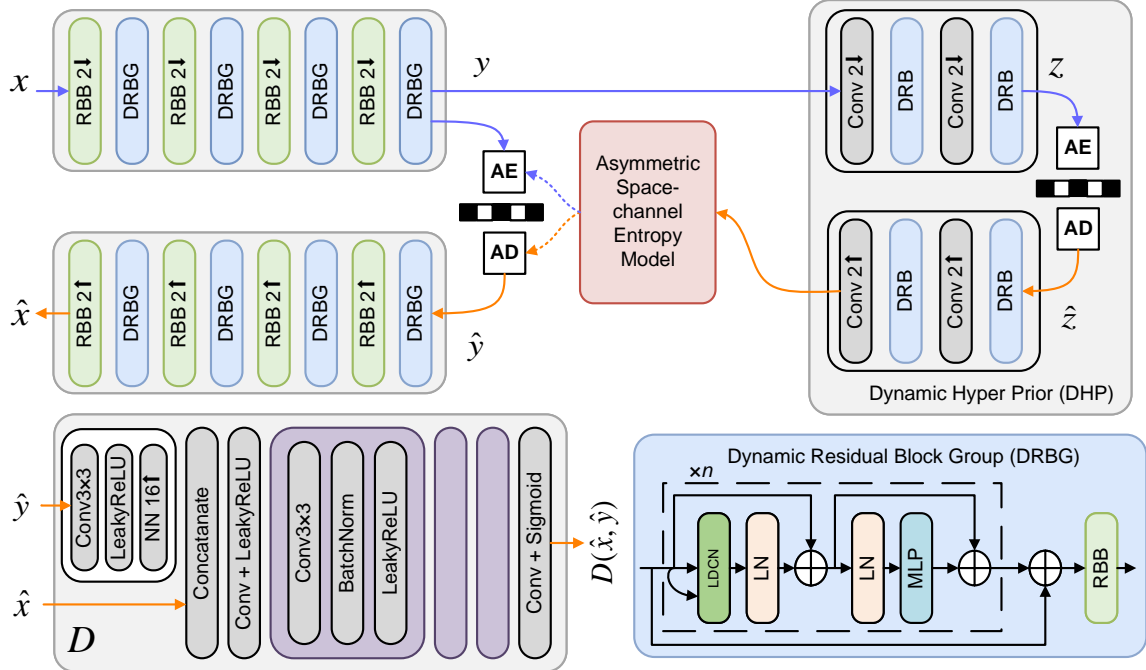 x
RBB 2⬇
DRBG
RBB 2⬇
DRBG
RBB 2⬇
DRBG
RBB 2⬇
DRBG
y
AE
AD
ŷ
Asymmetric
Space-
channel
Entropy
Model
Conv 2⬇
DRB
Conv 2⬇
DRB
z
AE
AD
ẑ
Conv 2⬆
DRB
Conv 2⬆
DRB
Dynamic Hyper Prior (DHP)
x̂
RBB 2⬆
DRBG
RBB 2⬆
DRBG
RBB 2⬆
DRBG
RBB 2⬆
DRBG
ŷ
x̂
Conv3×3
LeakyReLU
NN 16⬆
Concatanate
Conv + LeakyReLU
Conv3×3
BatchNorm
LeakyReLU
Conv + Sigmoid
D
D(x̂, ŷ)
Dynamic Residual Block Group (DRBG)
×n
LDCN
LN
LN
MLP
RBB